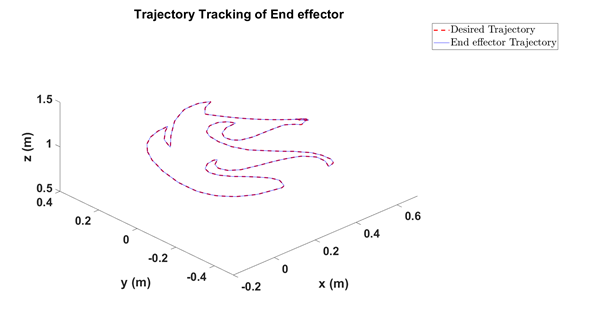 Trajectory Tracking of End effector
Desired Trajectory
End effector Trajectory
1.5
1
0.5
z (m)
0.4
0.2
0
-0.2
-0.4
y (m)
-0.2
0
0.2
0.4
0.6
x (m)